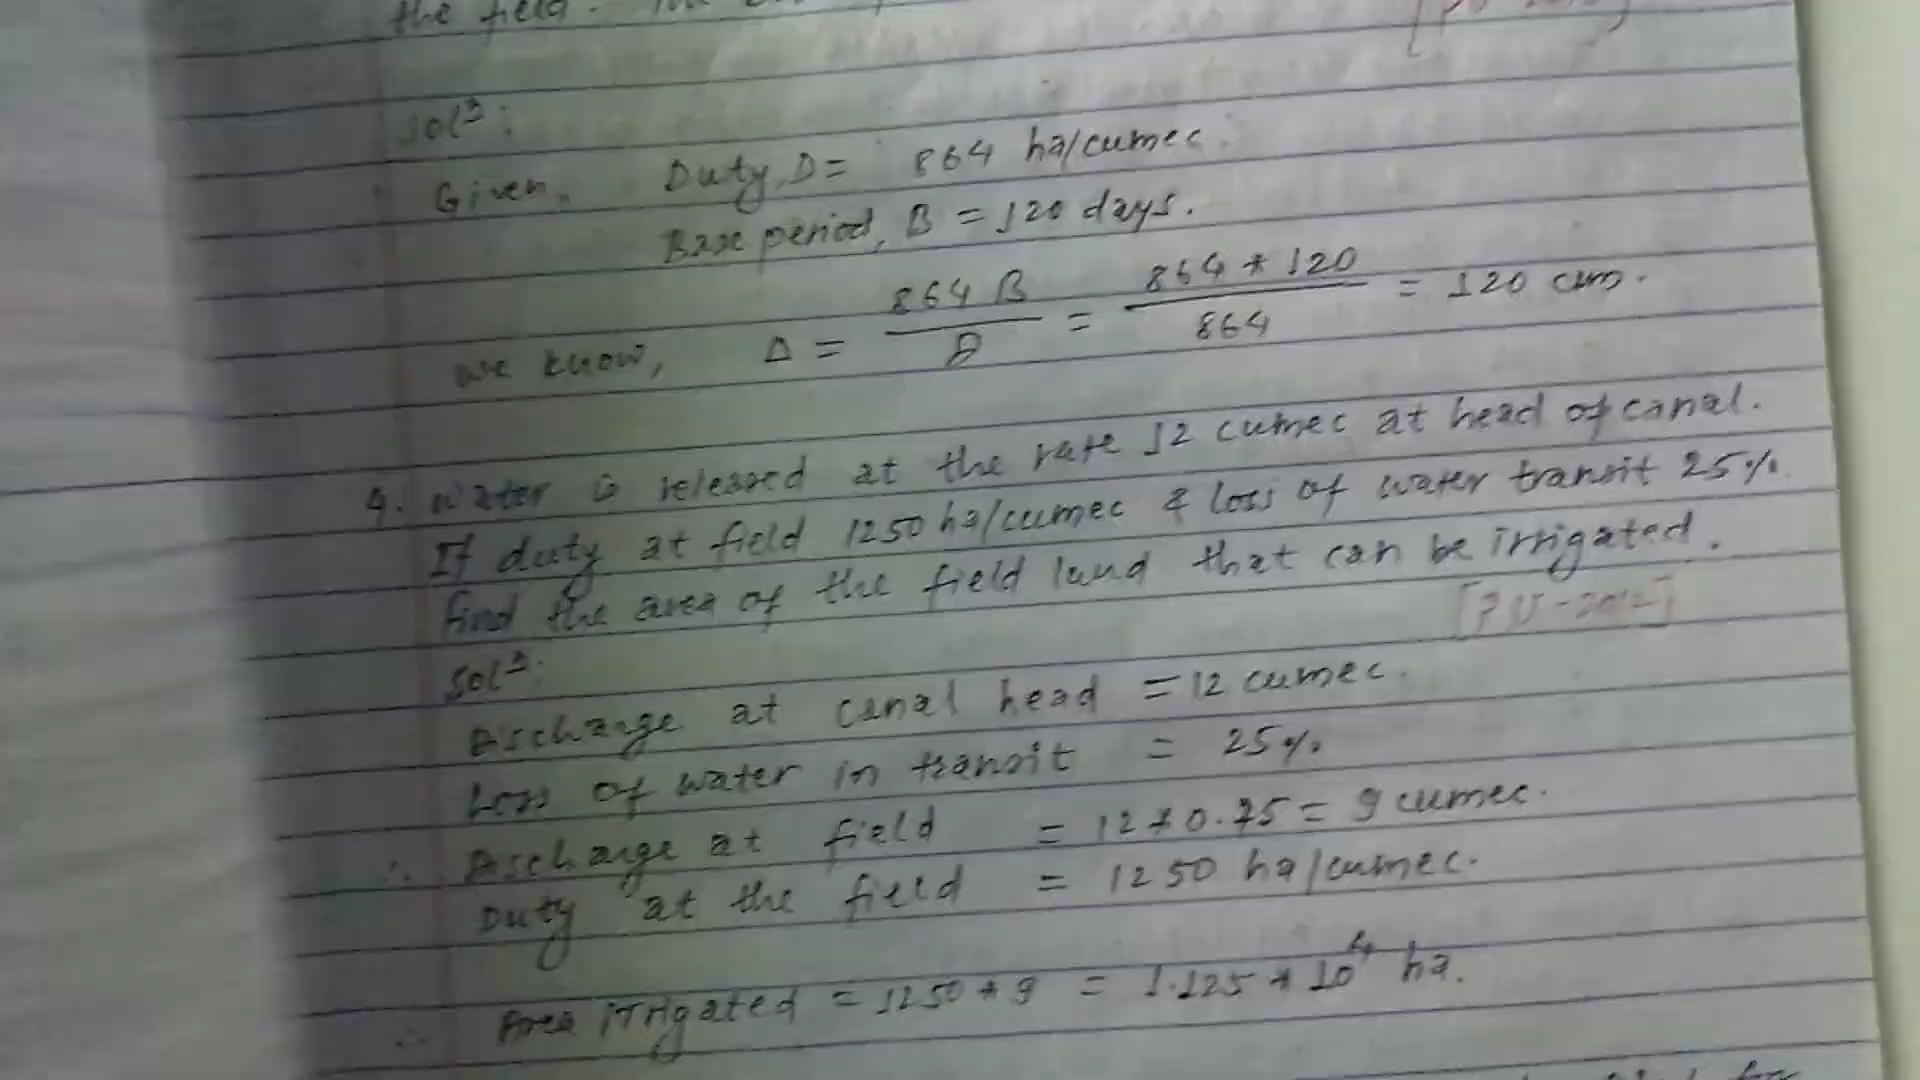 the field.
Solⁿ:
Given, Duty, D = 864 ha/cumec.
Base period, B = 120 days.
we know, Δ = 864 B / D = 864 * 120 / 864 = 120 cm.
4. Water is released at the rate 12 cumec at head of canal.
If duty at field 1250 ha/cumec & loss of water transit 25%.
find the area of the field land that can be irrigated.
[PU-2012]
Solⁿ:
Discharge at canal head = 12 cumec.
Loss of water in transit = 25%.
∴ Discharge at field = 12 * 0.75 = 9 cumec.
Duty at the field = 1250 ha/cumec.
∴ Area irrigated = 1250 * 9 = 1.125 * 10⁴ ha.